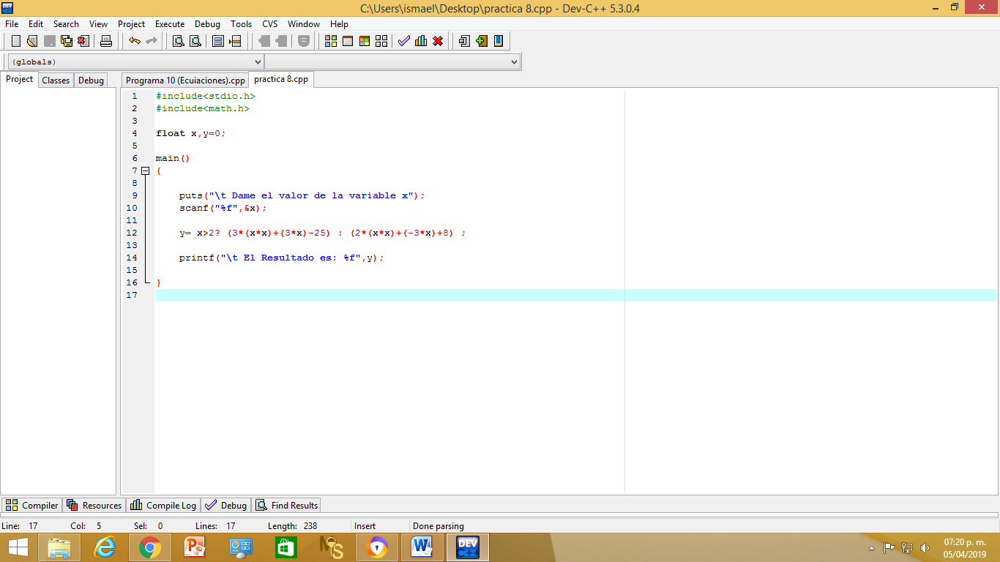 C:\Users\ismael\Desktop\practica 8.cpp - Dev-C++ 5.3.0.4
File Edit Search View Project Execute Debug Tools CVS Window Help
(globals)
Project Classes Debug
Programa 10 (Ecuiaciones).cpp practica 8.cpp
1 #include<stdio.h>
2 #include<math.h>
3
4 float x,y=0;
5
6 main()
7 {
8
9 puts("\t Dame el valor de la variable x");
10 scanf("%f",&x);
11
12 y= x>2? (3*(x*x)+(3*x)-25) : (2*(x*x)+(-3*x)+8) ;
13
14 printf("\t El Resultado es: %f",y);
15
16 }
17
Compiler Resources Compile Log Debug Find Results
Line: 17 Col: 5 Sel: 0 Lines: 17 Length: 238 Insert Done parsing
DEV C++
07:20 p. m.
05/04/2019